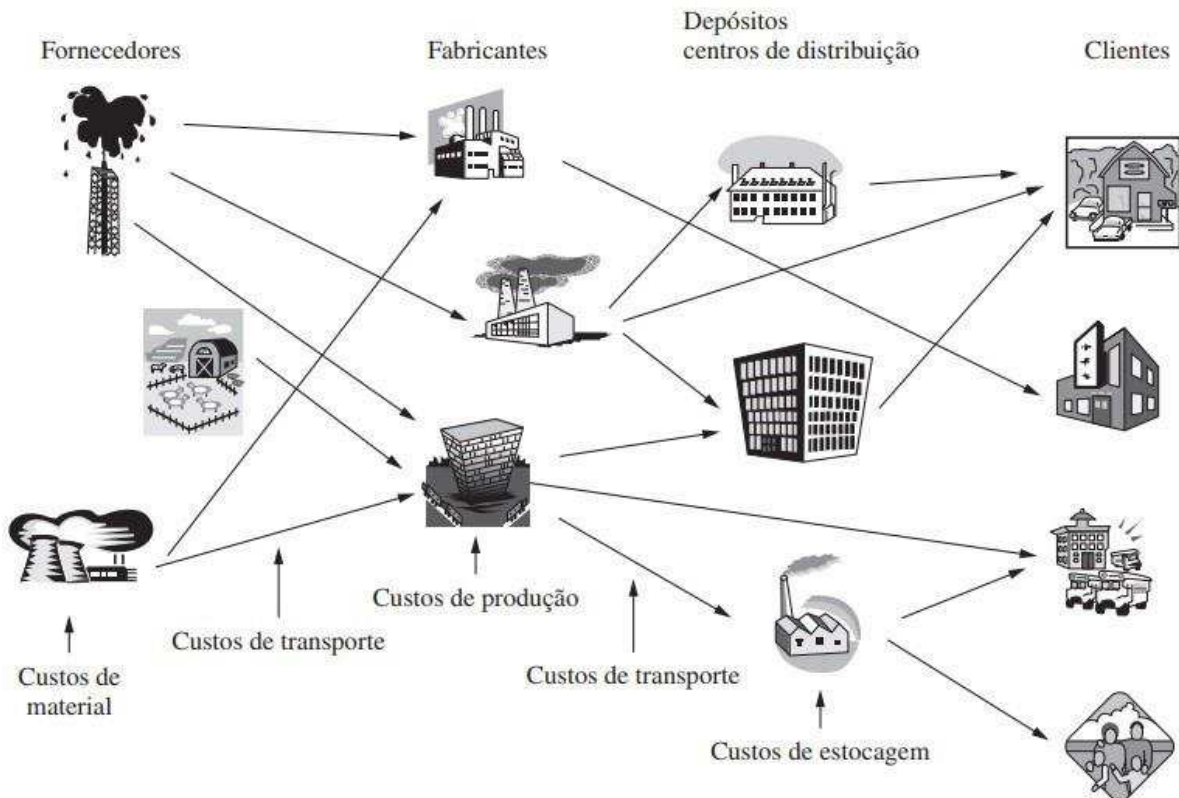 Fornecedores
Fabricantes
Depósitos
centros de distribuição
Clientes
Custos de produção
Custos de transporte
Custos de transporte
Custos de
material
Custos de estocagem